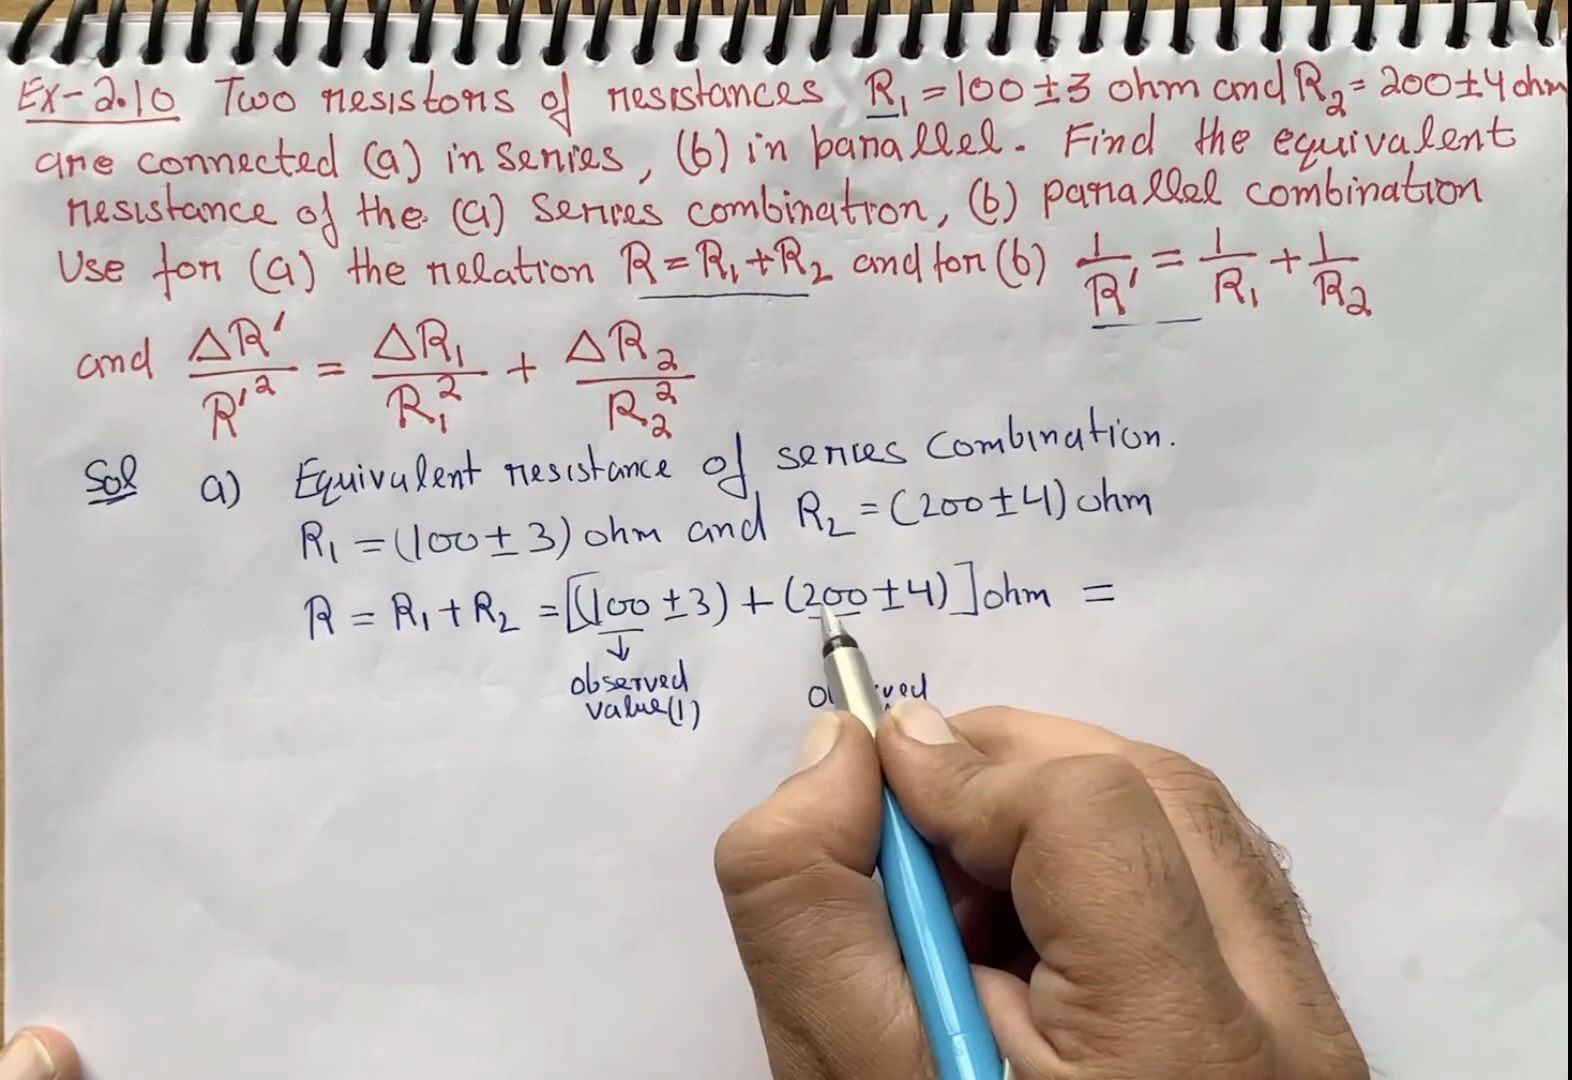 Ex-2.10 Two resistors of resistances R₁ = 100 ± 3 ohm and R₂ = 200 ± 4 ohm
are connected (a) in series, (b) in parallel. Find the equivalent
resistance of the (a) series combination, (b) parallel combination
Use for (a) the relation R = R₁ + R₂ and for (b) 1/R' = 1/R₁ + 1/R₂
and ΔR'/R'² = ΔR₁/R₁² + ΔR₂/R₂²
Sol a) Equivalent resistance of series combination.
R₁ = (100 ± 3) ohm and R₂ = (200 ± 4) ohm
R = R₁ + R₂ = [(100 ± 3) + (200 ± 4)] ohm =
↓
observed
value(1)